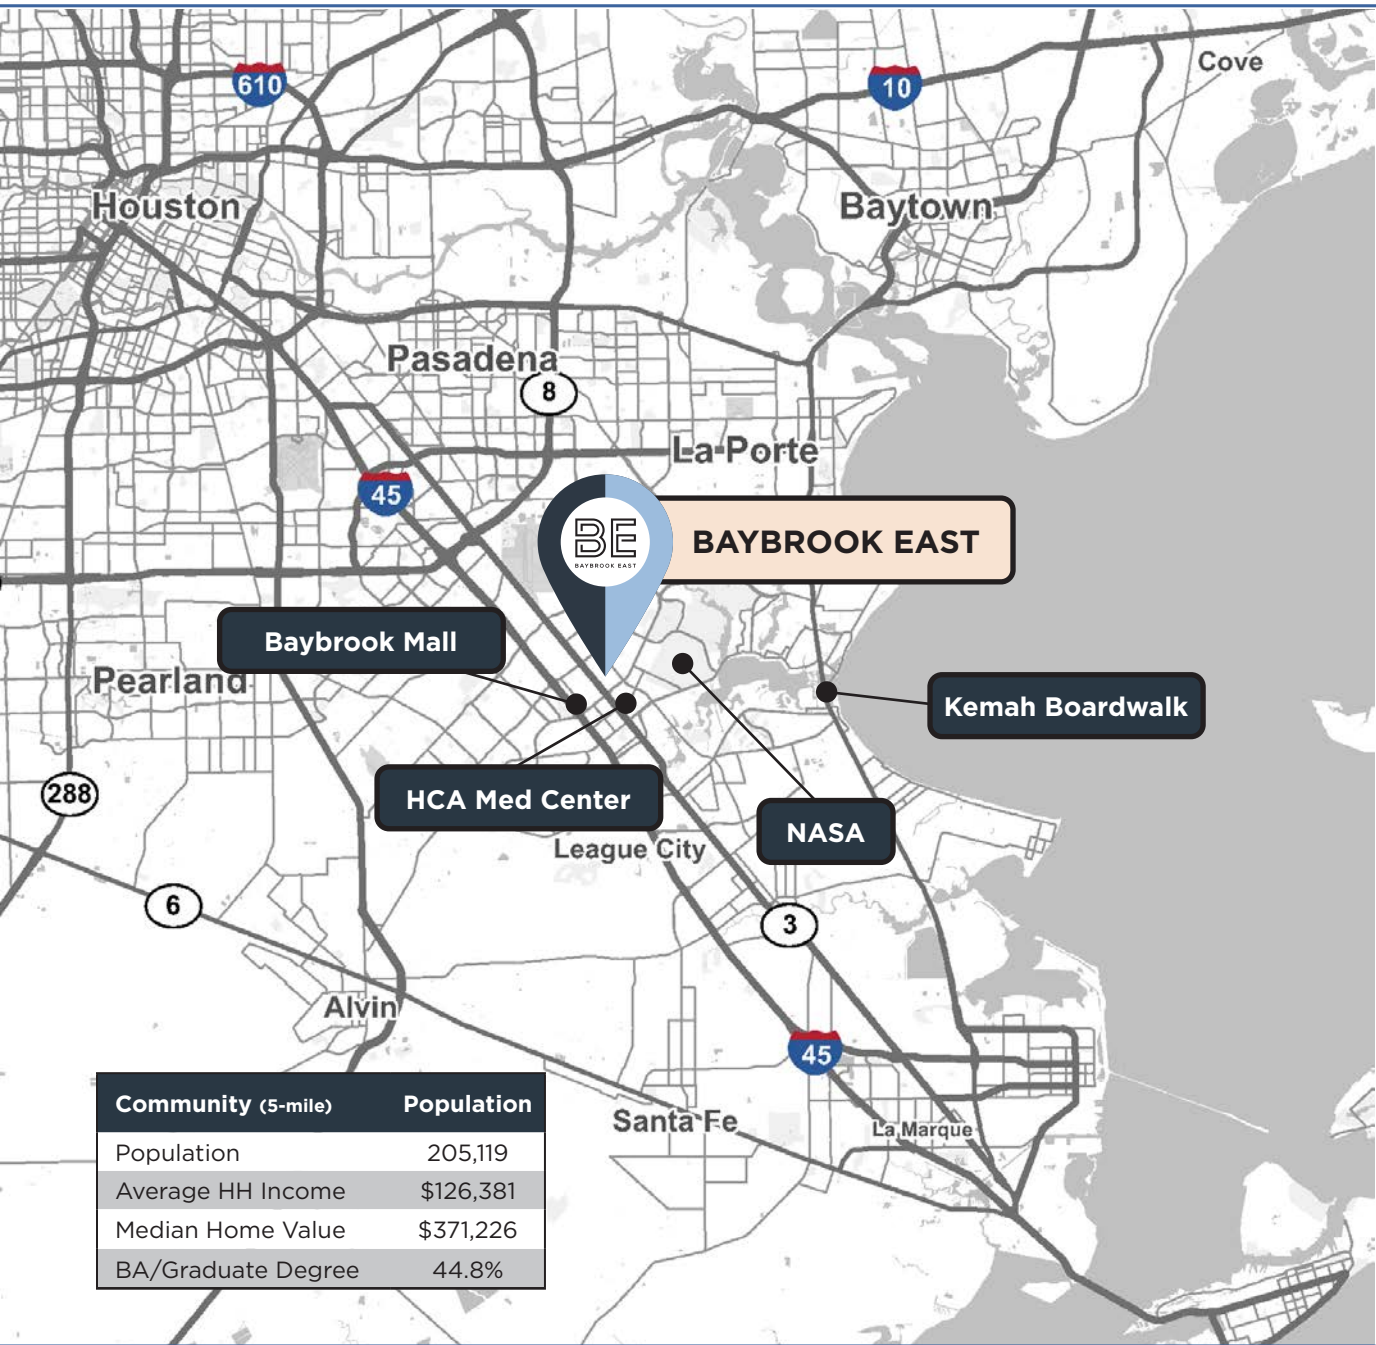 Cove
610
10
Houston
Baytown
Pasadena
8
La Porte
45
BE
BAYBROOK EAST
BAYBROOK EAST
Baybrook Mall
Pearland
Kemah Boardwalk
288
HCA Med Center
NASA
League City
6
3
Alvin
45
Santa Fe
La Marque
Community (5-mile) Population
Population 205,119
Average HH Income $126,381
Median Home Value $371,226
BA/Graduate Degree 44.8%